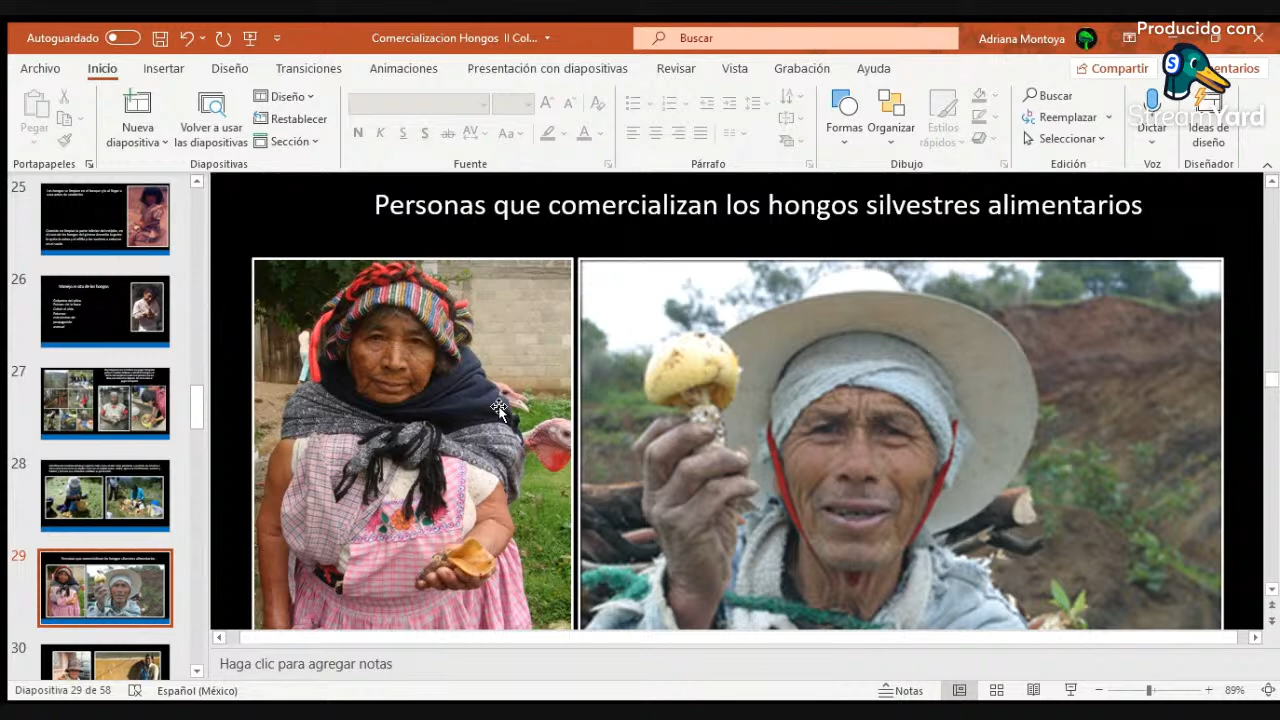 Producido con
StreamYard
Autoguardado
Comercializacion Hongos II Col...
Buscar
Adriana Montoya
Archivo
Inicio
Insertar
Diseño
Transiciones
Animaciones
Presentación con diapositivas
Revisar
Vista
Grabación
Ayuda
Compartir
entarios
Pegar
Nueva
diapositiva
Volver a usar
las diapositivas
Diseño
Restablecer
Sección
Formas
Organizar
Estilos
rápidos
Buscar
Reemplazar
Seleccionar
Dictar
Ideas de
diseño
Portapapeles
Diapositivas
Fuente
Párrafo
Dibujo
Edición
Voz
Diseñador
25
26
27
28
29
30
Personas que comercializan los hongos silvestres alimentarios
Haga clic para agregar notas
Diapositiva 29 de 58
Español (México)
Notas
89%